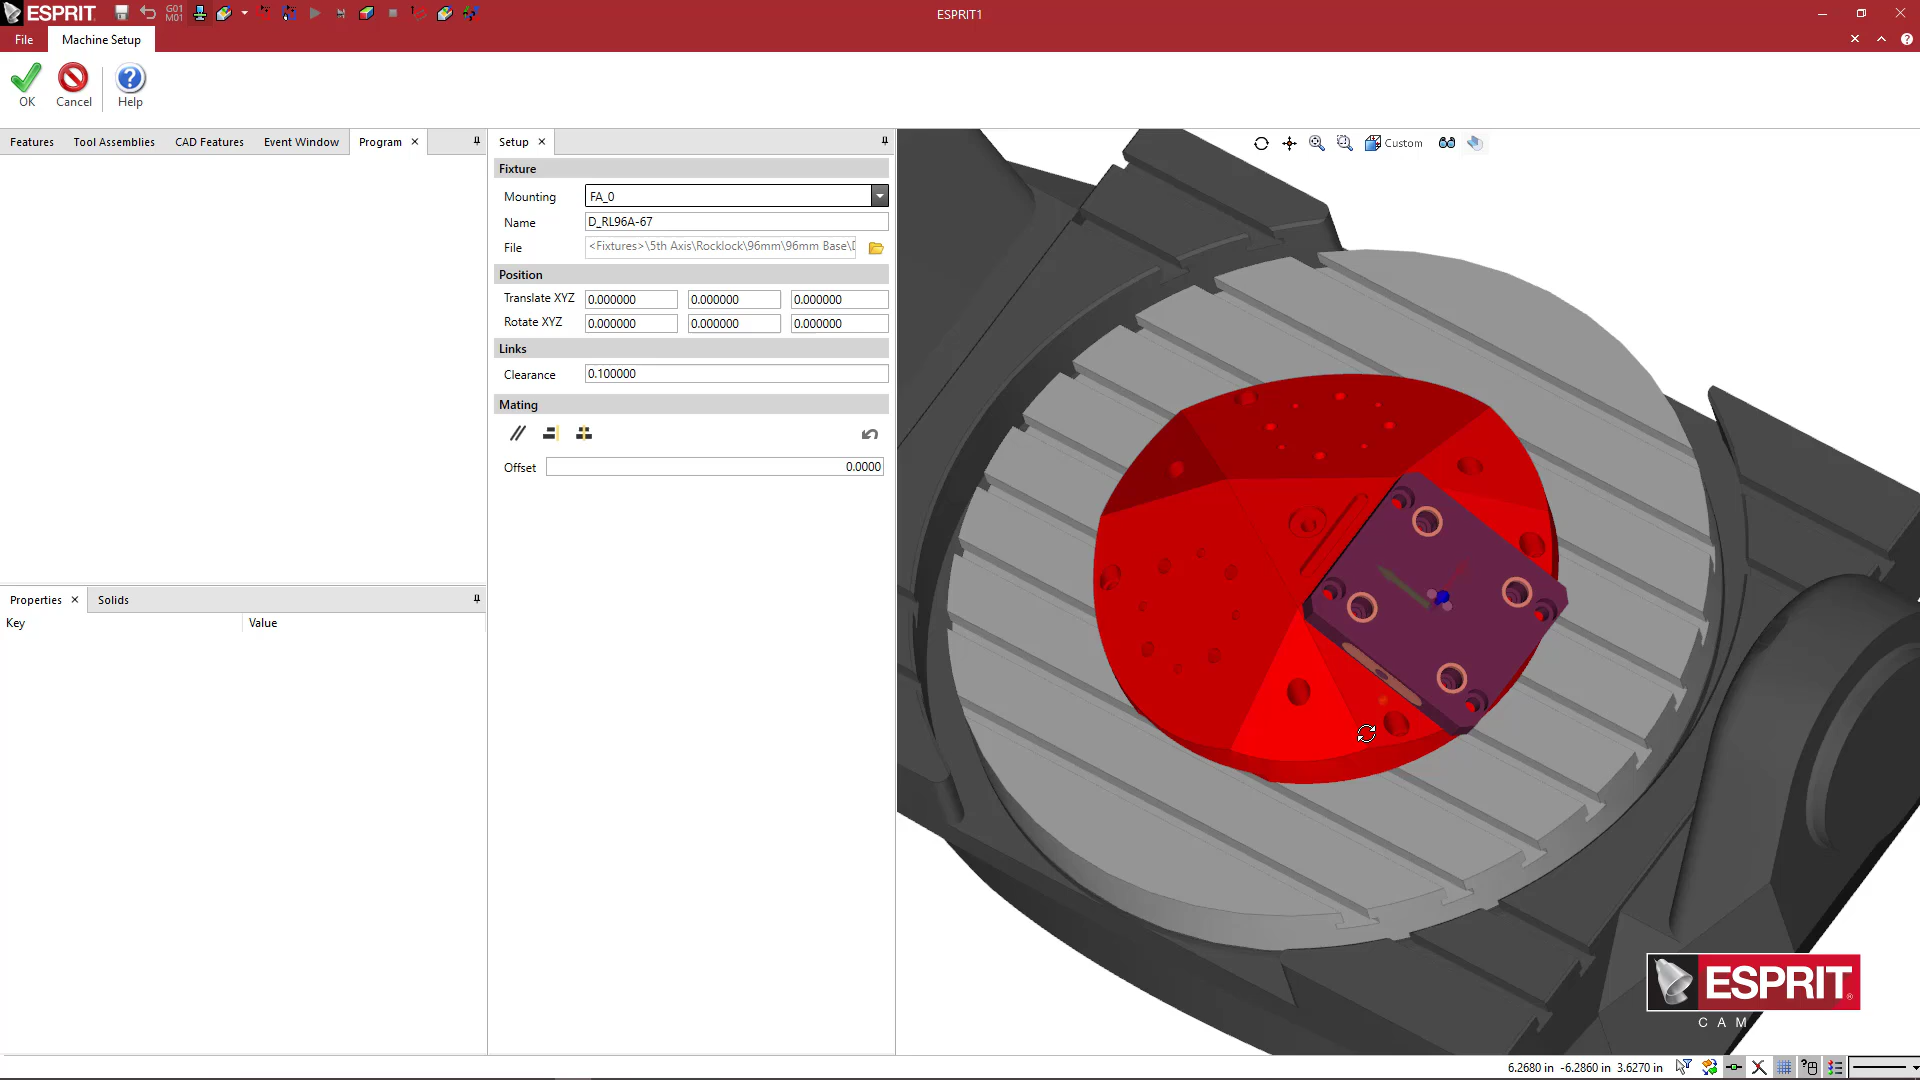 ESPRIT
G01
M01
ESPRIT1
File
Machine Setup
OK
Cancel
Help
Features
Tool Assemblies
CAD Features
Event Window
Program
Setup
Custom
Fixture
Mounting
FA_0
Name
D_RL96A-67
File
<Fixtures>\5th Axis\Rocklock\96mm\96mm Base\
Position
Translate XYZ
0.000000
0.000000
0.000000
Rotate XYZ
0.000000
0.000000
0.000000
Links
Clearance
0.100000
Mating
Offset
0.0000
Properties
Solids
Key
Value
ESPRIT
CAM
6.2680 in -6.2860 in 3.6270 in